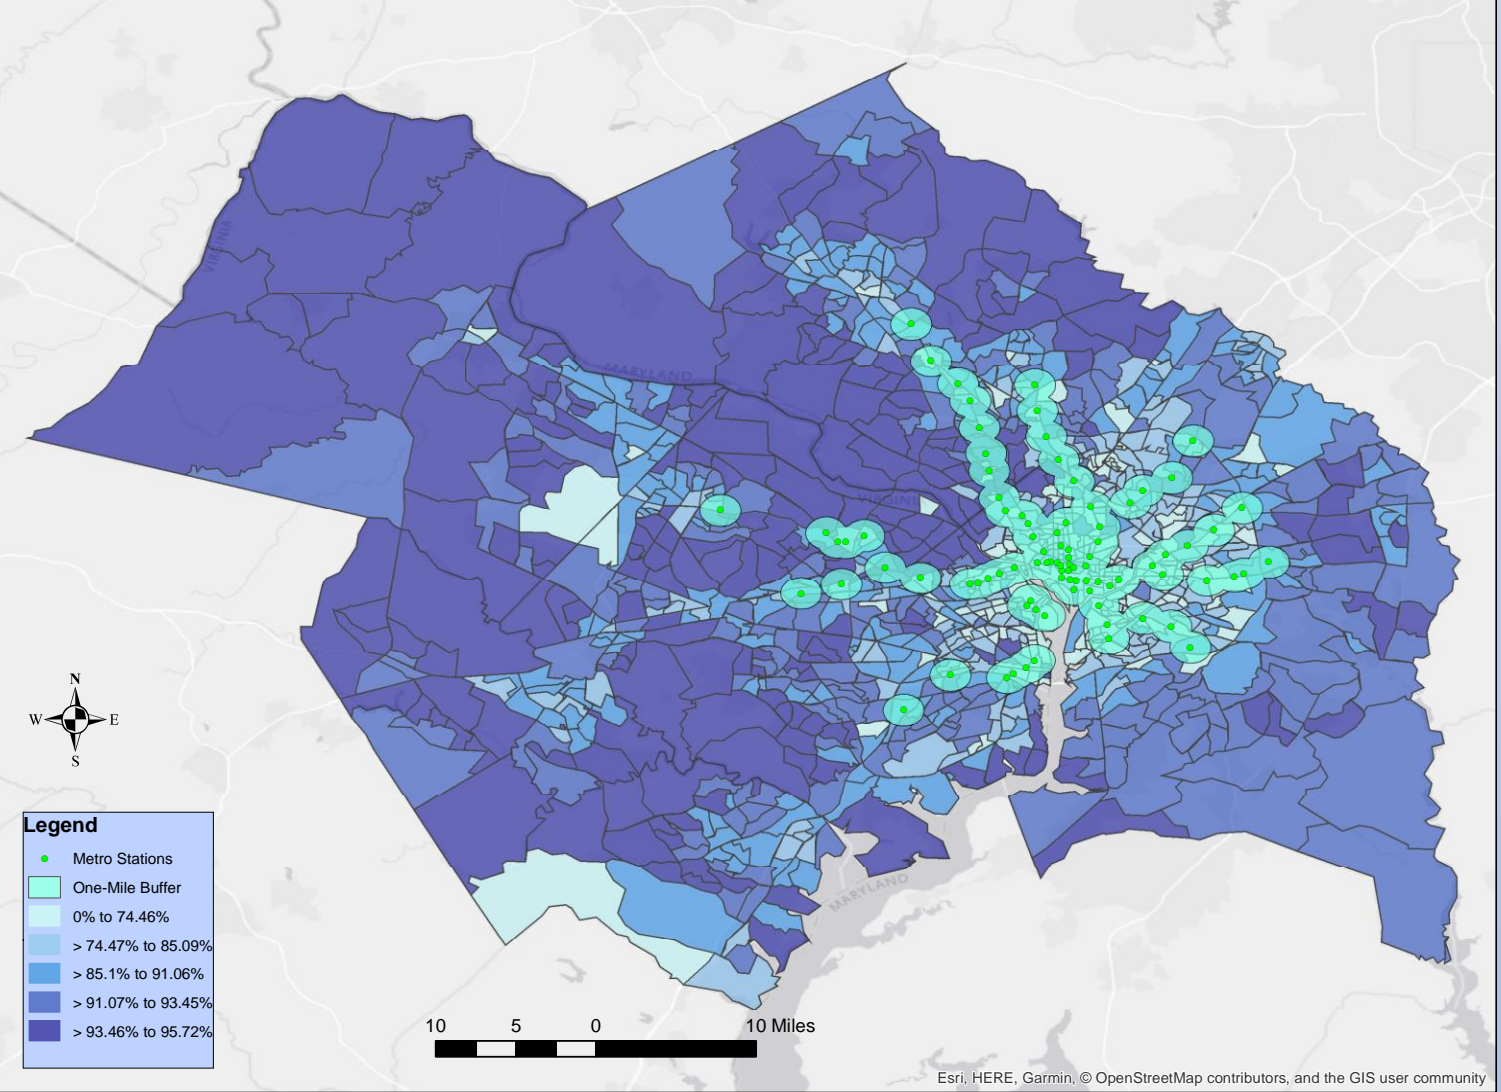 VIRGINIA
MARYLAND
VIRGINIA
N
W
E
S
MARYLAND
Legend
Metro Stations
One-Mile Buffer
0% to 74.46%
> 74.47% to 85.09%
> 85.1% to 91.06%
> 91.07% to 93.45%
> 93.46% to 95.72%
10 5 0 10 Miles
Esri, HERE, Garmin, © OpenStreetMap contributors, and the GIS user community